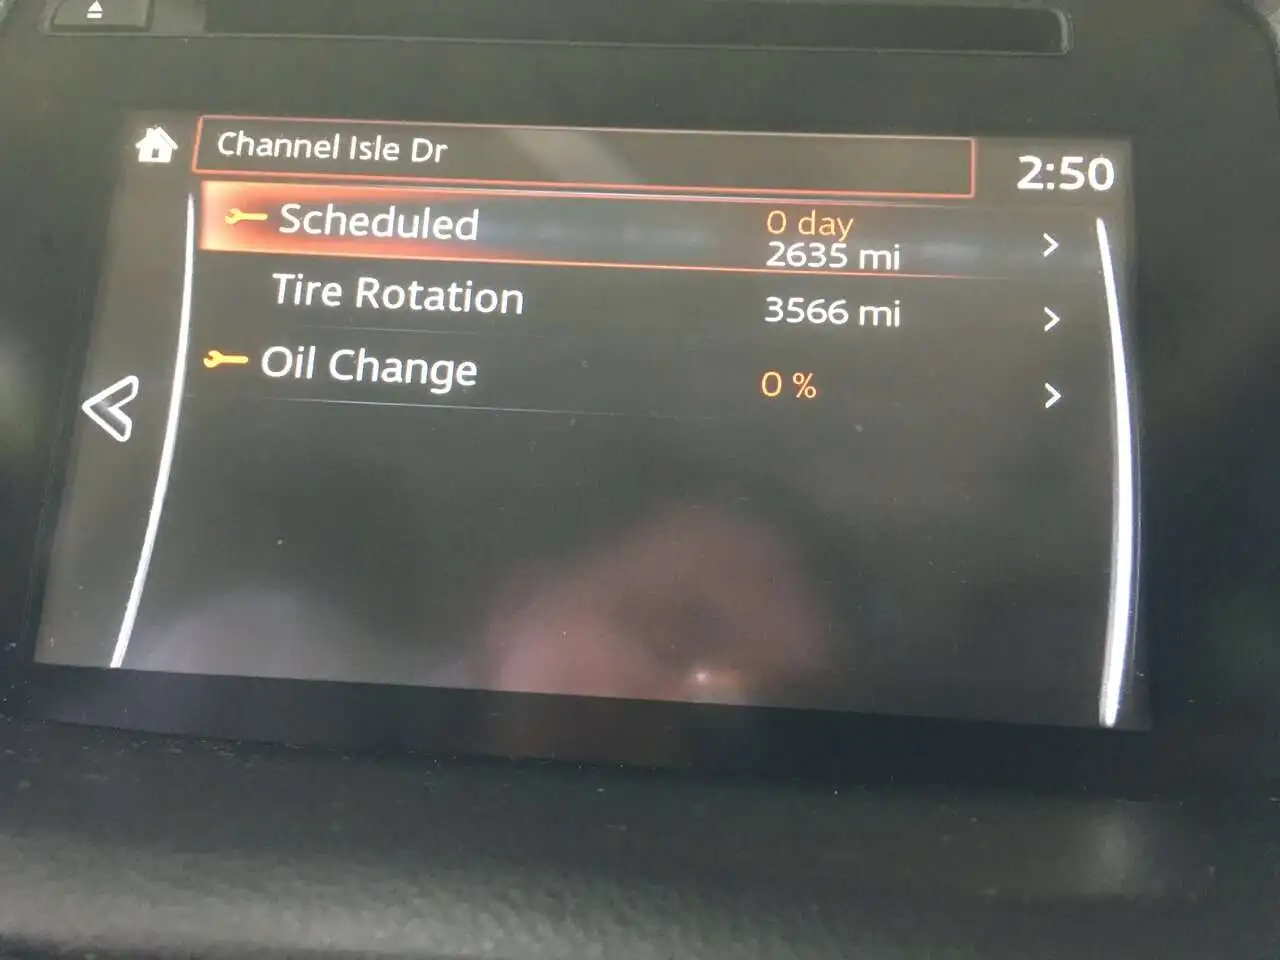 Channel Isle Dr
2:50
Scheduled
0 day
2635 mi
Tire Rotation
3566 mi
Oil Change
0 %